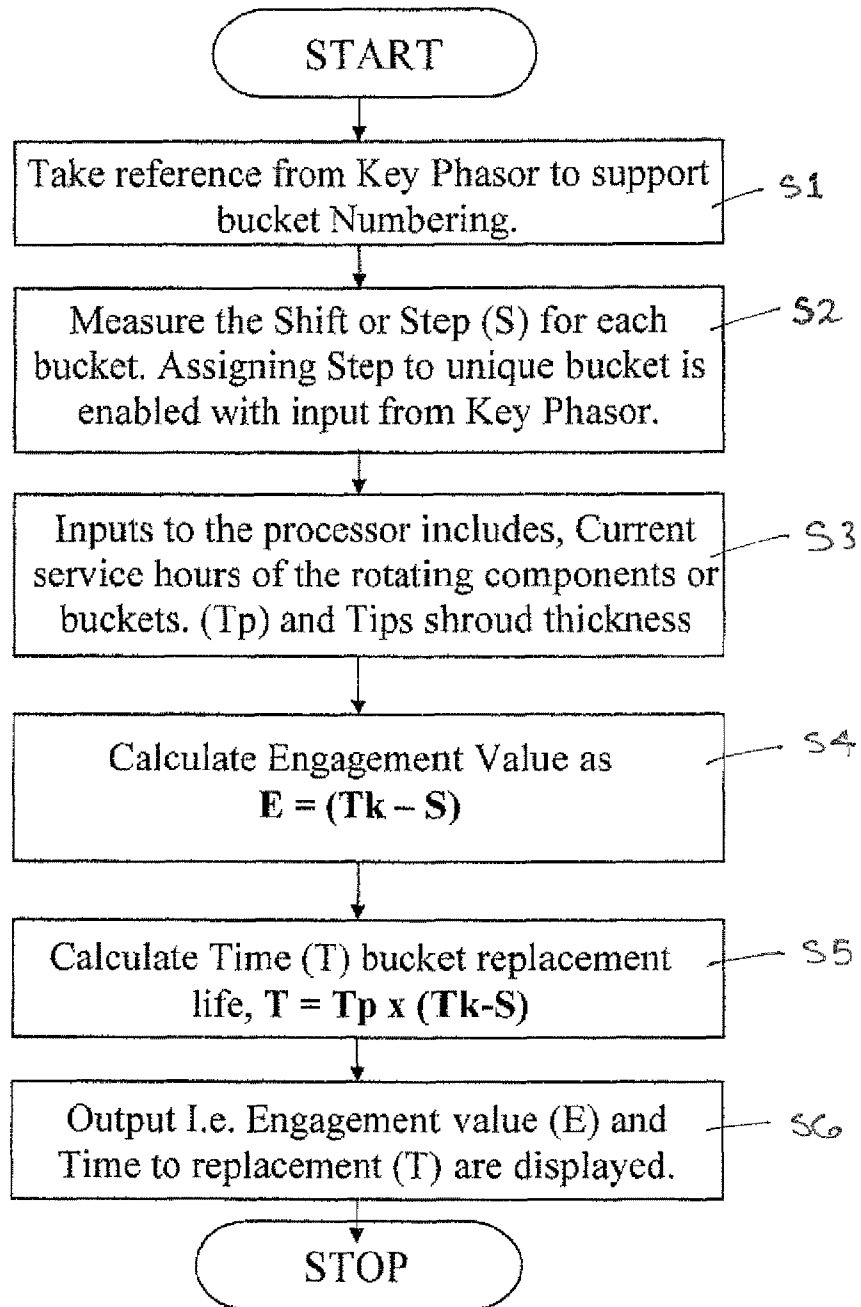 START
Take reference from Key Phasor to support
bucket Numbering.
S1
Measure the Shift or Step (S) for each
bucket. Assigning Step to unique bucket is
enabled with input from Key Phasor.
S2
Inputs to the processor includes, Current
service hours of the rotating components or
buckets. (Tp) and Tips shroud thickness
S3
Calculate Engagement Value as
E = (Tk – S)
S4
Calculate Time (T) bucket replacement
life, T = Tp x (Tk-S)
S5
Output I.e. Engagement value (E) and
Time to replacement (T) are displayed.
S6
STOP